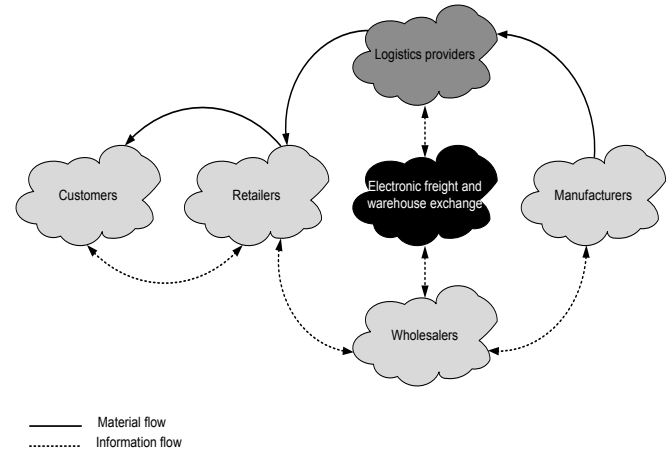 Logistics providers
Customers
Retailers
Electronic freight and
warehouse exchange
Manufacturers
Wholesalers
Material flow
Information flow